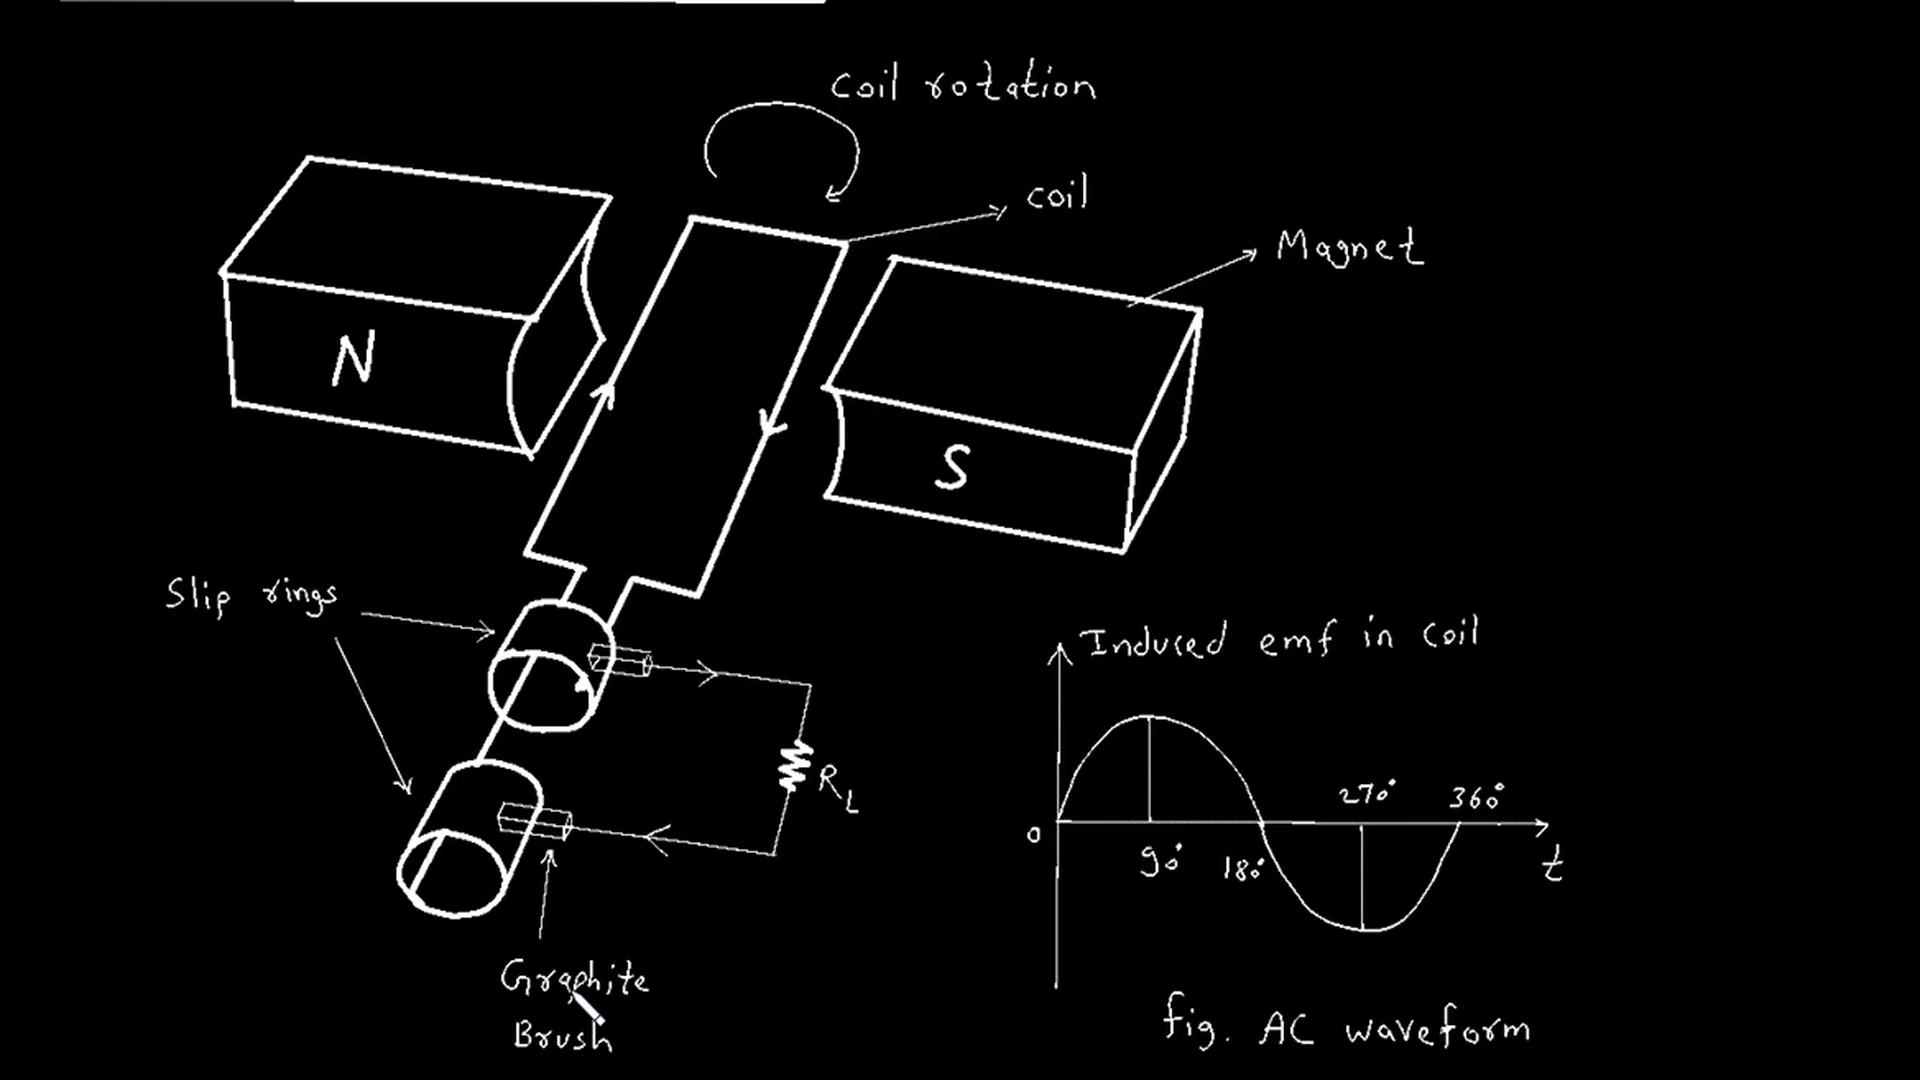 Coil rotation
coil
Magnet
N
S
Slip rings
RL
Graphite
Brush
Induced emf in coil
0
90°
180°
270°
360°
t
fig. AC waveform